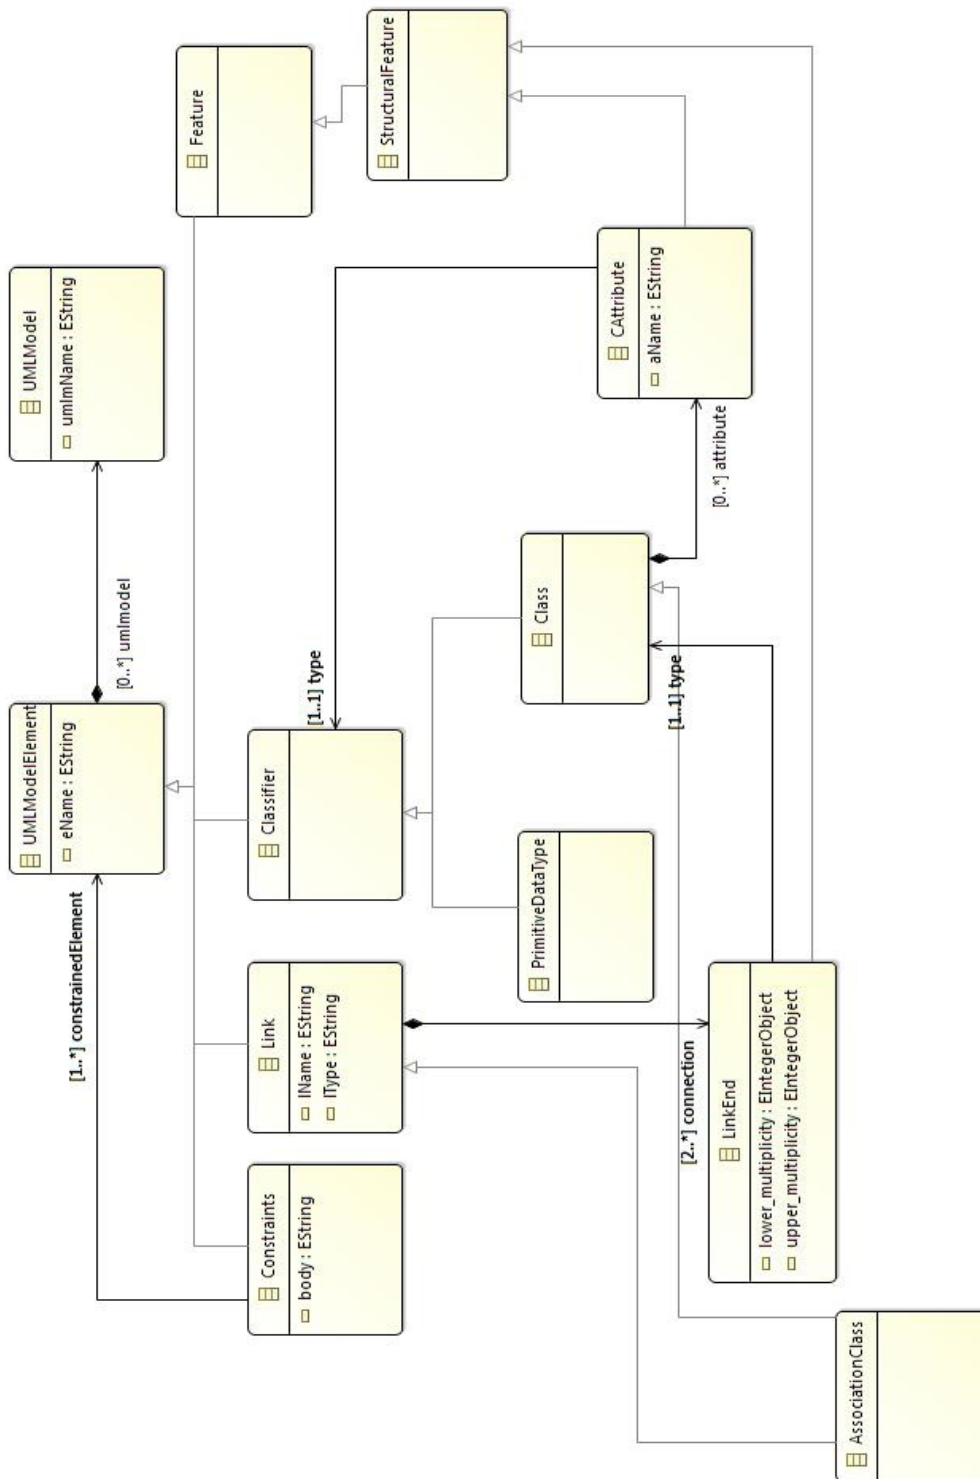 UMLModelElement
eName : EString
[0..*] umlmodel
UMLModel
umlmName : EString
[1..*] constrainedElement
Constraints
body : EString
Link
lName : EString
lType : EString
Classifier
[1..1] type
Feature
StructuralFeature
PrimitiveDataType
Class
[0..*] attribute
CAttribute
aName : EString
[1..1] type
[2..*] connection
LinkEnd
lower_multiplicity : EIntegerObject
upper_multiplicity : EIntegerObject
AssociationClass